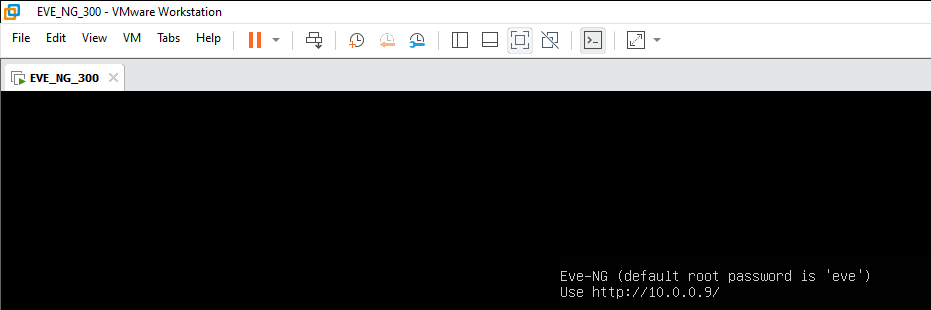 EVE_NG_300 - VMware Workstation
File Edit View VM Tabs Help
EVE_NG_300
Eve-NG (default root password is 'eve')
Use http://10.0.0.9/